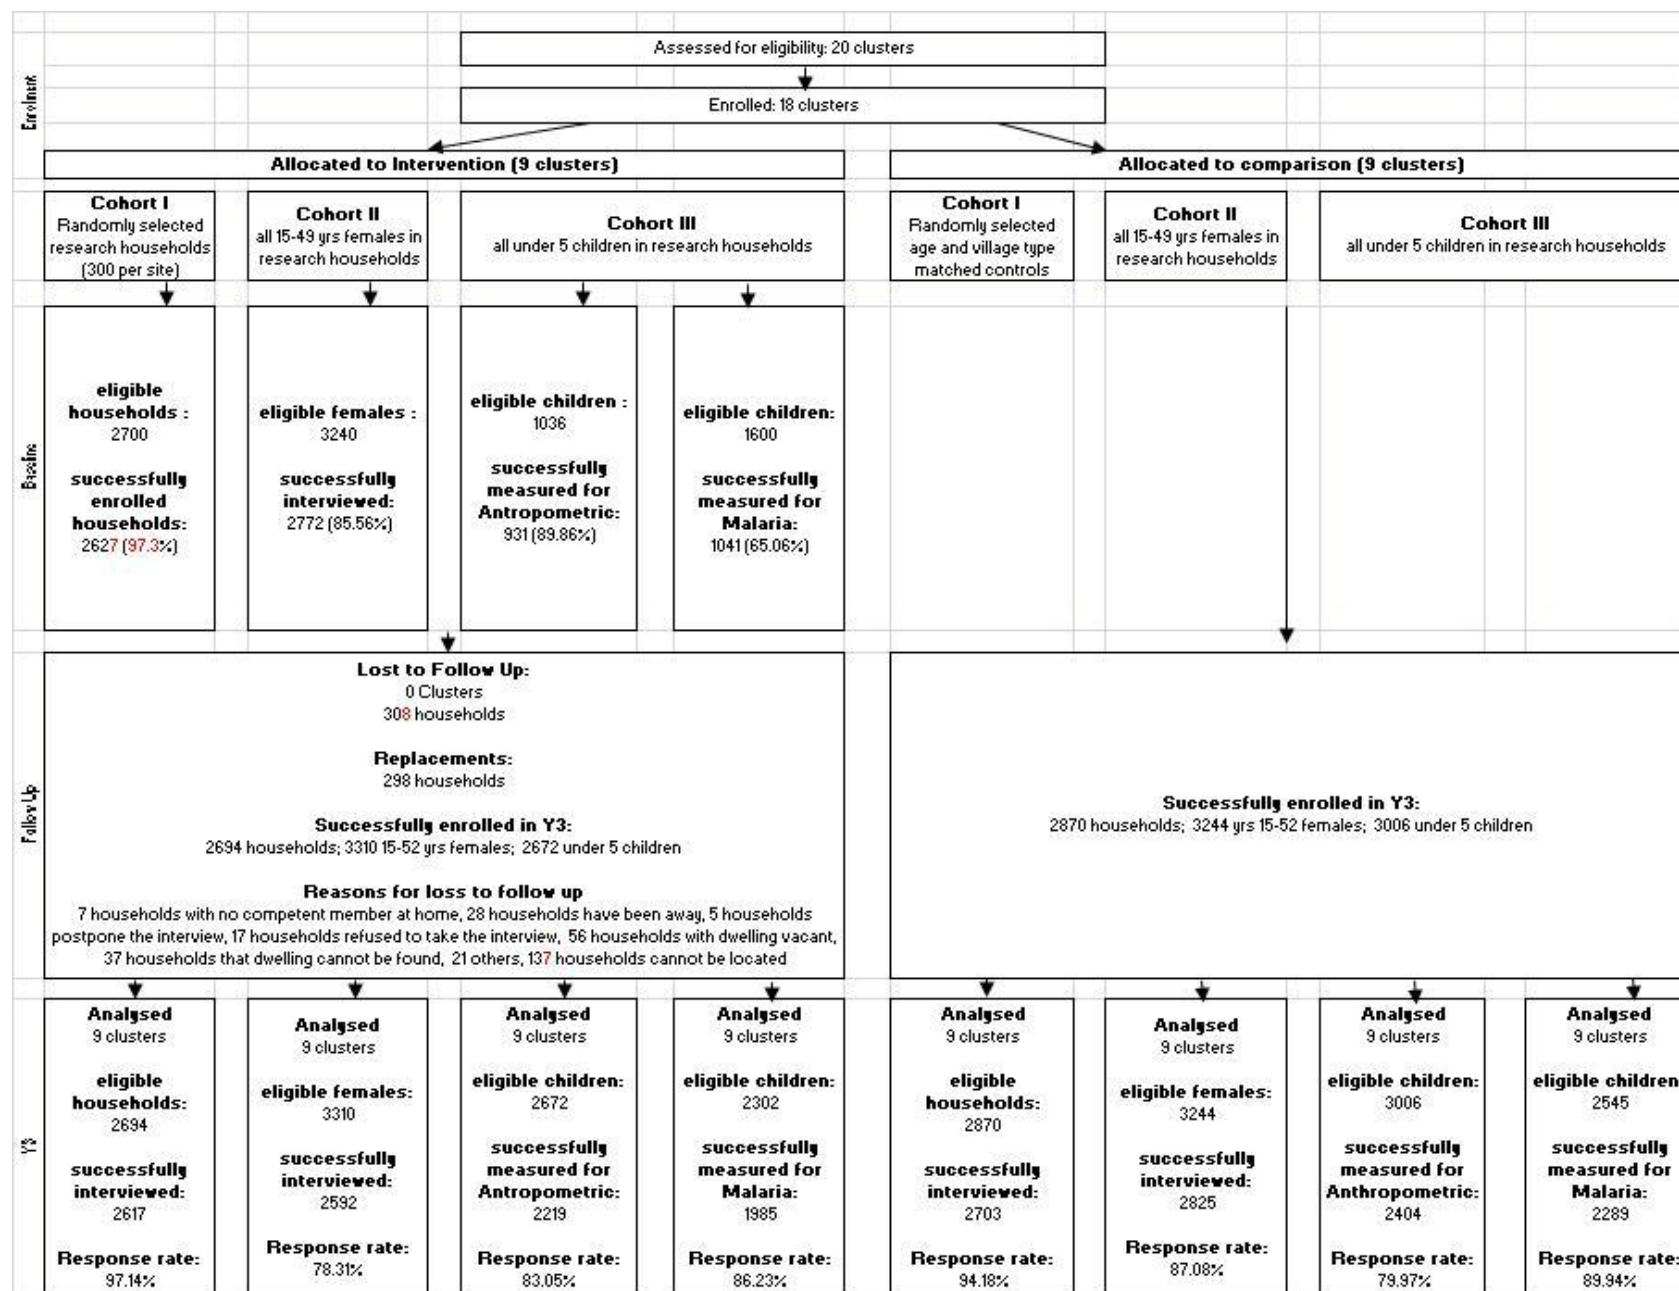 Enrolment
Assessed for eligibility: 20 clusters
Enrolled: 18 clusters
Allocated to Intervention (9 clusters)
Allocated to comparison (9 clusters)
Cohort I
Randomly selected
research households
(300 per site)
Cohort II
all 15-49 yrs females in
research households
Cohort III
all under 5 children in research households
Cohort I
Randomly selected
age and village type
matched controls
Cohort II
all 15-49 yrs females in
research households
Cohort III
all under 5 children in research households
Baseline
eligible
households :
2700
successfully
enrolled
households:
2627 (97.3%)
eligible females :
3240
successfully
interviewed:
2772 (85.56%)
eligible children :
1036
successfully
measured for
Antropometric:
931 (89.86%)
eligible children:
1600
successfully
measured for
Malaria:
1041 (65.06%)
Follow Up
Lost to Follow Up:
0 Clusters
308 households
Replacements:
298 households
Successfully enrolled in Y3:
2694 households; 3310 15-52 yrs females; 2672 under 5 children
Reasons for loss to follow up
7 households with no competent member at home, 28 households have been away, 5 households
postpone the interview, 17 households refused to take the interview, 56 households with dwelling vacant,
37 households that dwelling cannot be found, 21 others, 137 households cannot be located
Successfully enrolled in Y3:
2870 households; 3244 yrs 15-52 females; 3006 under 5 children
Y3
Analysed
9 clusters
eligible
households:
2694
successfully
interviewed:
2617
Response rate:
97.14%
Analysed
9 clusters
eligible females:
3310
successfully
interviewed:
2592
Response rate:
78.31%
Analysed
9 clusters
eligible children:
2672
successfully
measured for
Antropometric:
2219
Response rate:
83.05%
Analysed
9 clusters
eligible children:
2302
successfully
measured for
Malaria:
1985
Response rate:
86.23%
Analysed
9 clusters
eligible
households:
2870
successfully
interviewed:
2703
Response rate:
94.18%
Analysed
9 clusters
eligible females:
3244
successfully
interviewed:
2825
Response rate:
87.08%
Analysed
9 clusters
eligible children:
3006
successfully
measured for
Anthropometric:
2404
Response rate:
79.97%
Analysed
9 clusters
eligible children:
2545
successfully
measured for
Malaria:
2289
Response rate:
89.94%